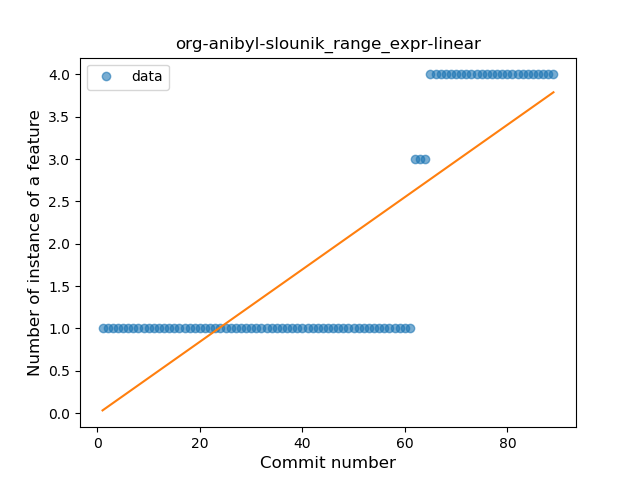 org-anibyl-slounik_range_expr-linear
data
Number of instance of a feature
4.0
3.5
3.0
2.5
2.0
1.5
1.0
0.5
0.0
0 20 40 60 80
Commit number